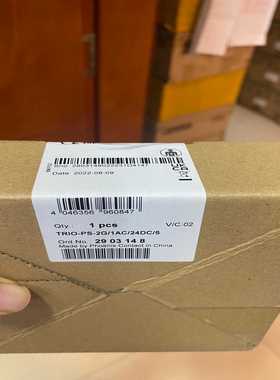 Date: 2022-08-09
4 046356 960847
Qty.: 1 pcs V/C:02
TRIO-PS-2G/1AC/24DC/5
Ord.No.: 29 03 14 8
Made by Phoenix Contact in China